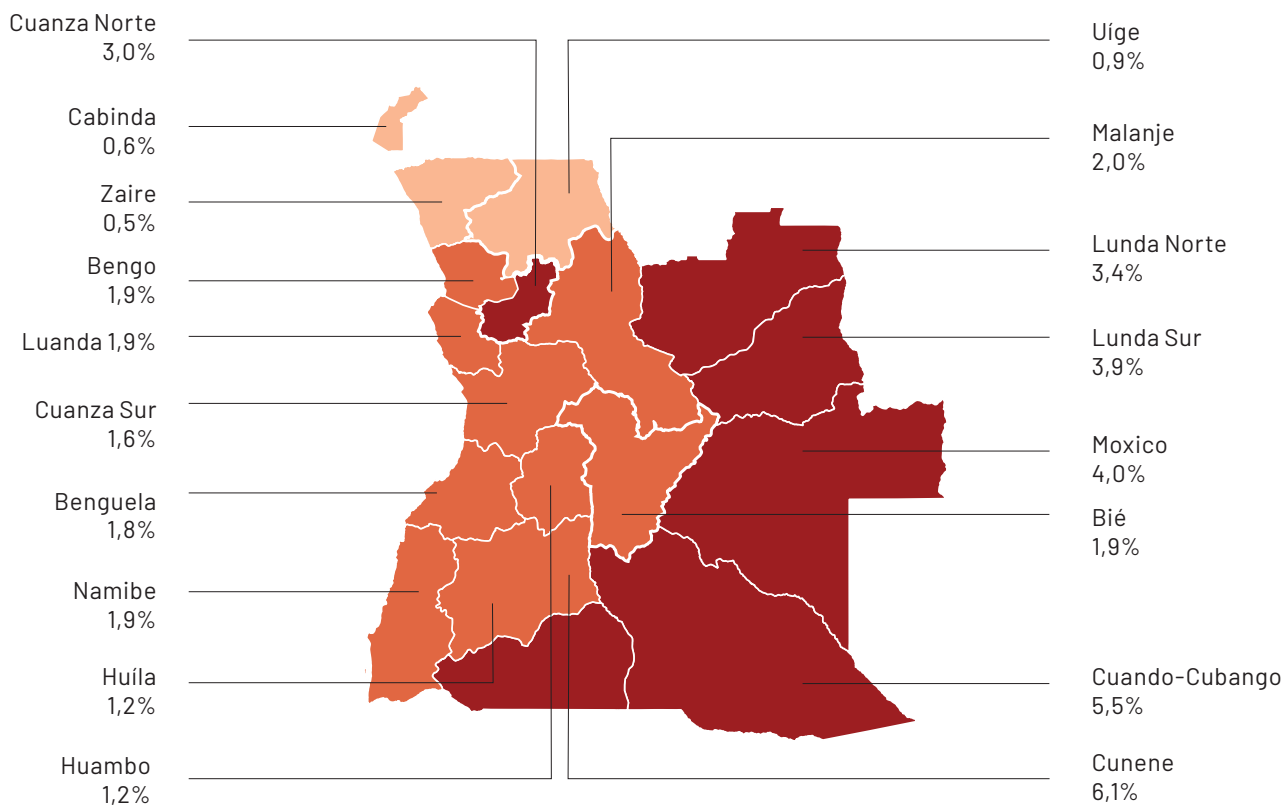 Cuanza Norte
3,0%
Cabinda
0,6%
Zaire
0,5%
Bengo
1,9%
Luanda 1,9%
Cuanza Sur
1,6%
Benguela
1,8%
Namibe
1,9%
Huíla
1,2%
Huambo
1,2%
Uíge
0,9%
Malanje
2,0%
Lunda Norte
3,4%
Lunda Sur
3,9%
Moxico
4,0%
Bié
1,9%
Cuando-Cubango
5,5%
Cunene
6,1%